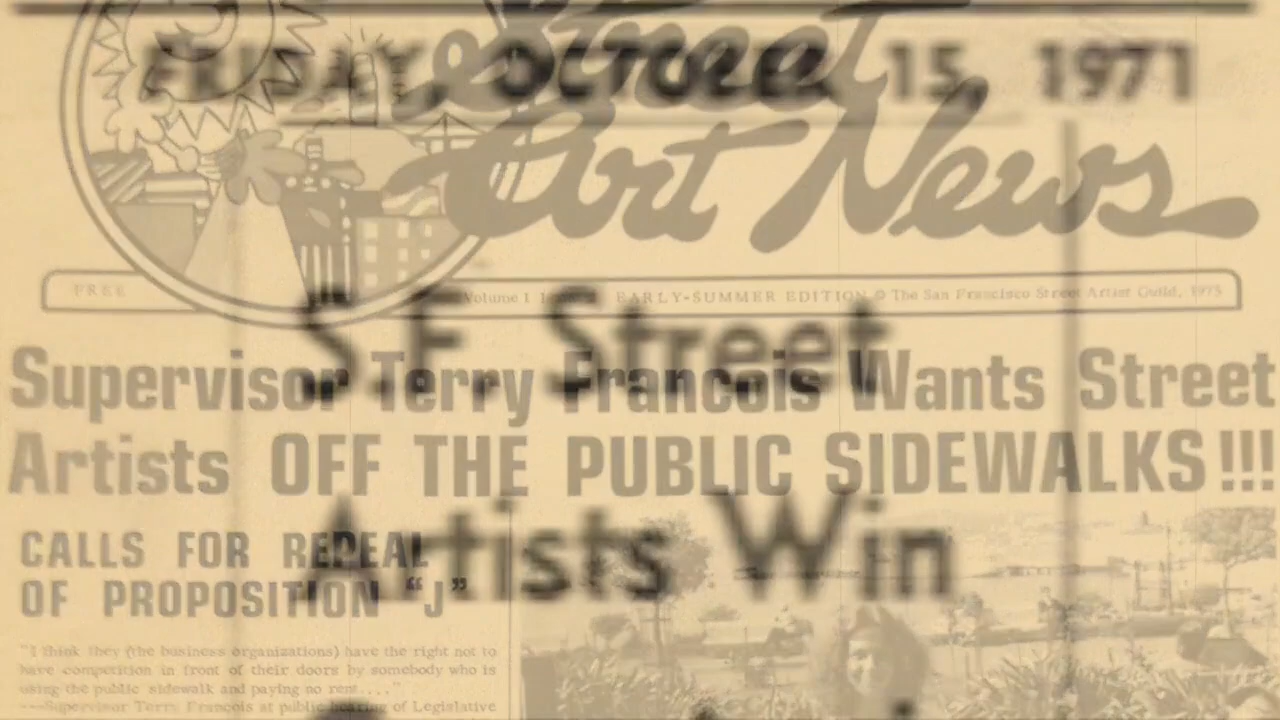 FRIDAY, OCTOBER 15, 1971
Street
Art News
FREE
Volume I EARLY-SUMMER EDITION © The San Francisco Street Artist Guild, 1975
S.F. Street
Supervisor Terry Francois Wants Street
Artists OFF THE PUBLIC SIDEWALKS!!!
Artists Win
CALLS FOR REPEAL
OF PROPOSITION "J"
"I think they (the business organizations) have the right not to
have competition in front of their doors by somebody who is
using the public sidewalk and paying no rent...."
---Supervisor Terry Francois at public hearing of Legislative